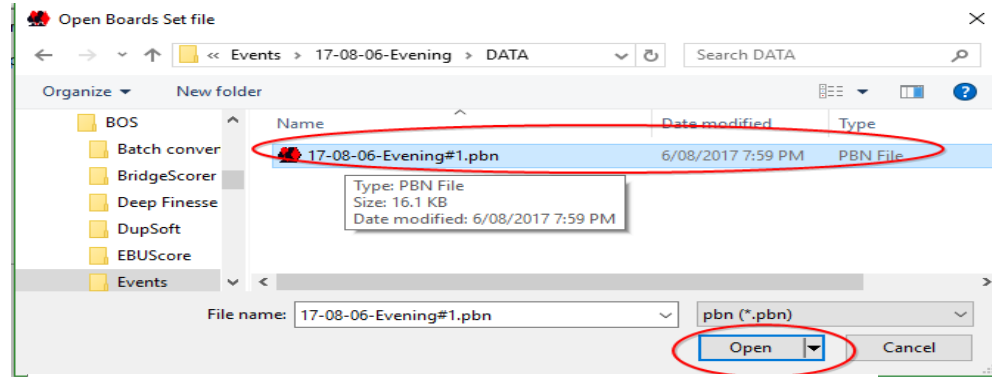 Open Boards Set file
« Events > 17-08-06-Evening > DATA Search DATA
Organize New folder
BOS Name Date modified Type
Batch conver 17-08-06-Evening#1.pbn 6/08/2017 7:59 PM PBN File
BridgeScorer Type: PBN File
Deep Finesse Size: 16.1 KB
DupSoft Date modified: 6/08/2017 7:59 PM
EBUScore
Events
File name: 17-08-06-Evening#1.pbn pbn (*.pbn)
Open Cancel